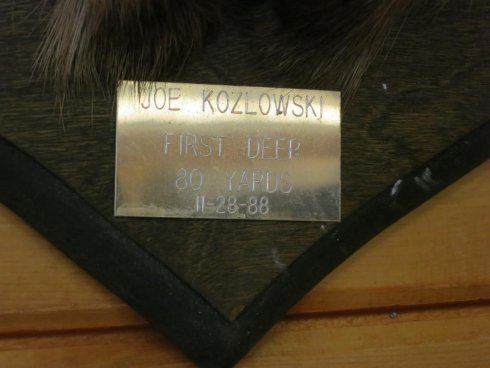 JOE KOZLOWSKI
FIRST DEER
80 YARDS
11-28-88